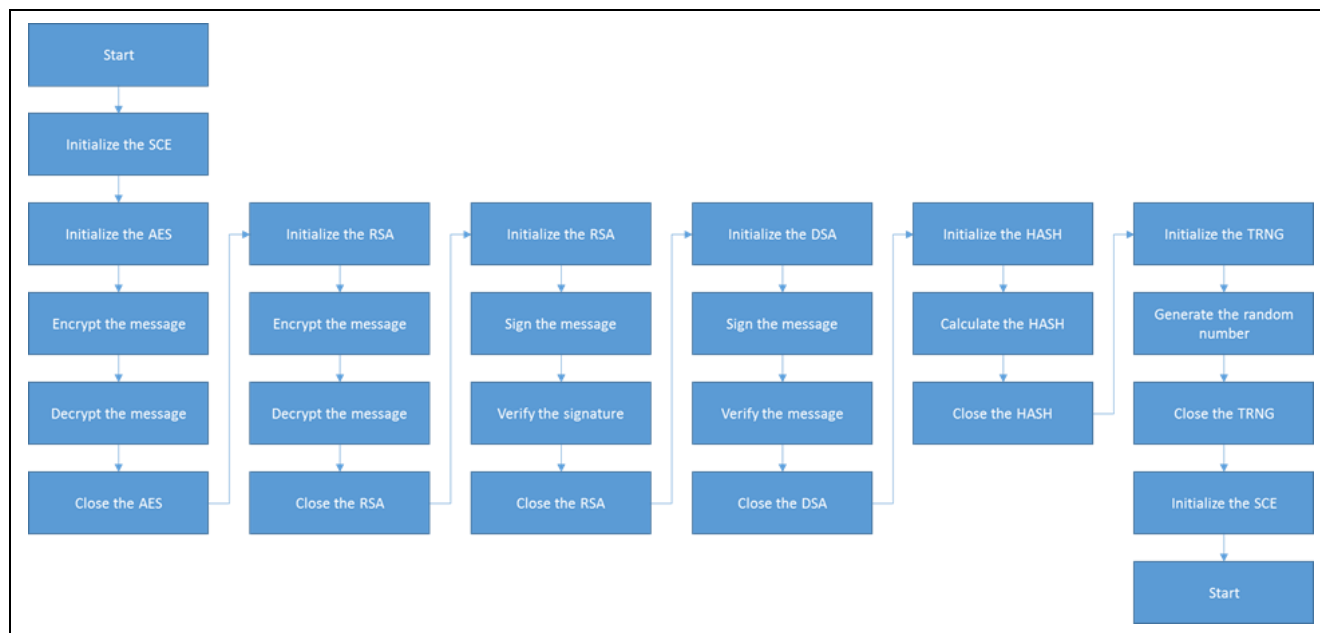 Start
Initialize the SCE
Initialize the AES
Encrypt the message
Decrypt the message
Close the AES
Initialize the RSA
Encrypt the message
Decrypt the message
Close the RSA
Initialize the RSA
Sign the message
Verify the signature
Close the RSA
Initialize the DSA
Sign the message
Verify the message
Close the DSA
Initialize the HASH
Calculate the HASH
Close the HASH
Initialize the TRNG
Generate the random
number
Close the TRNG
Initialize the SCE
Start